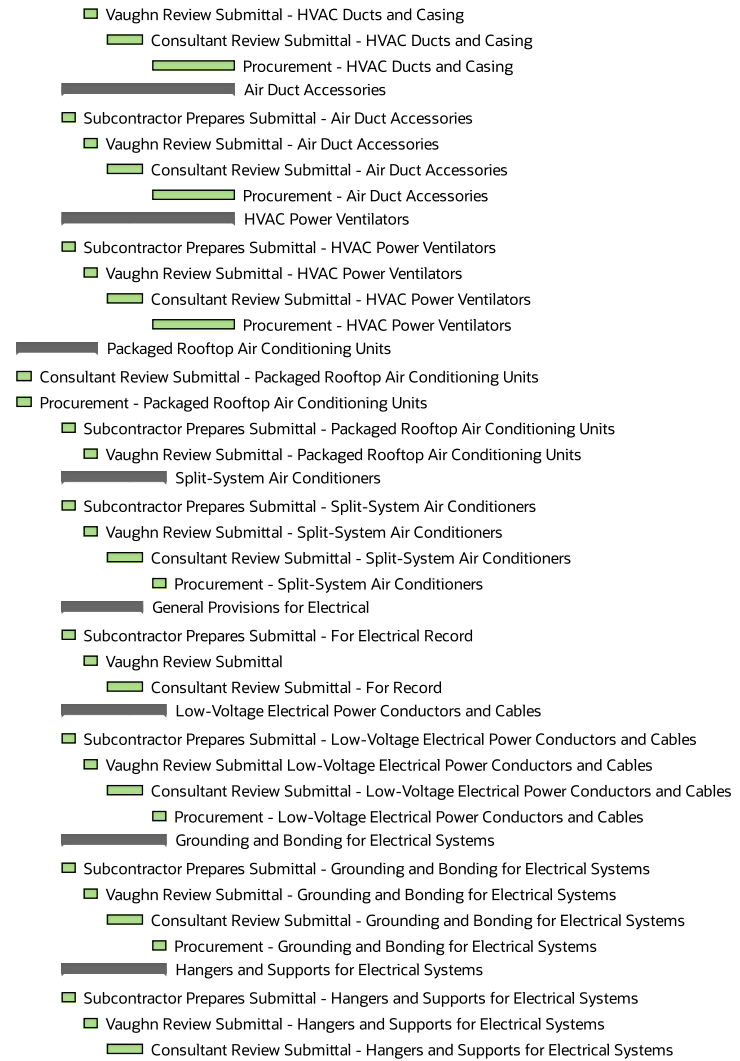 Vaughn Review Submittal - HVAC Ducts and Casing
Consultant Review Submittal - HVAC Ducts and Casing
Procurement - HVAC Ducts and Casing
Air Duct Accessories
Subcontractor Prepares Submittal - Air Duct Accessories
Vaughn Review Submittal - Air Duct Accessories
Consultant Review Submittal - Air Duct Accessories
Procurement - Air Duct Accessories
HVAC Power Ventilators
Subcontractor Prepares Submittal - HVAC Power Ventilators
Vaughn Review Submittal - HVAC Power Ventilators
Consultant Review Submittal - HVAC Power Ventilators
Procurement - HVAC Power Ventilators
Packaged Rooftop Air Conditioning Units
Consultant Review Submittal - Packaged Rooftop Air Conditioning Units
Procurement - Packaged Rooftop Air Conditioning Units
Subcontractor Prepares Submittal - Packaged Rooftop Air Conditioning Units
Vaughn Review Submittal - Packaged Rooftop Air Conditioning Units
Split-System Air Conditioners
Subcontractor Prepares Submittal - Split-System Air Conditioners
Vaughn Review Submittal - Split-System Air Conditioners
Consultant Review Submittal - Split-System Air Conditioners
Procurement - Split-System Air Conditioners
General Provisions for Electrical
Subcontractor Prepares Submittal - For Electrical Record
Vaughn Review Submittal
Consultant Review Submittal - For Record
Low-Voltage Electrical Power Conductors and Cables
Subcontractor Prepares Submittal - Low-Voltage Electrical Power Conductors and Cables
Vaughn Review Submittal Low-Voltage Electrical Power Conductors and Cables
Consultant Review Submittal - Low-Voltage Electrical Power Conductors and Cables
Procurement - Low-Voltage Electrical Power Conductors and Cables
Grounding and Bonding for Electrical Systems
Subcontractor Prepares Submittal - Grounding and Bonding for Electrical Systems
Vaughn Review Submittal - Grounding and Bonding for Electrical Systems
Consultant Review Submittal - Grounding and Bonding for Electrical Systems
Procurement - Grounding and Bonding for Electrical Systems
Hangers and Supports for Electrical Systems
Subcontractor Prepares Submittal - Hangers and Supports for Electrical Systems
Vaughn Review Submittal - Hangers and Supports for Electrical Systems
Consultant Review Submittal - Hangers and Supports for Electrical Systems